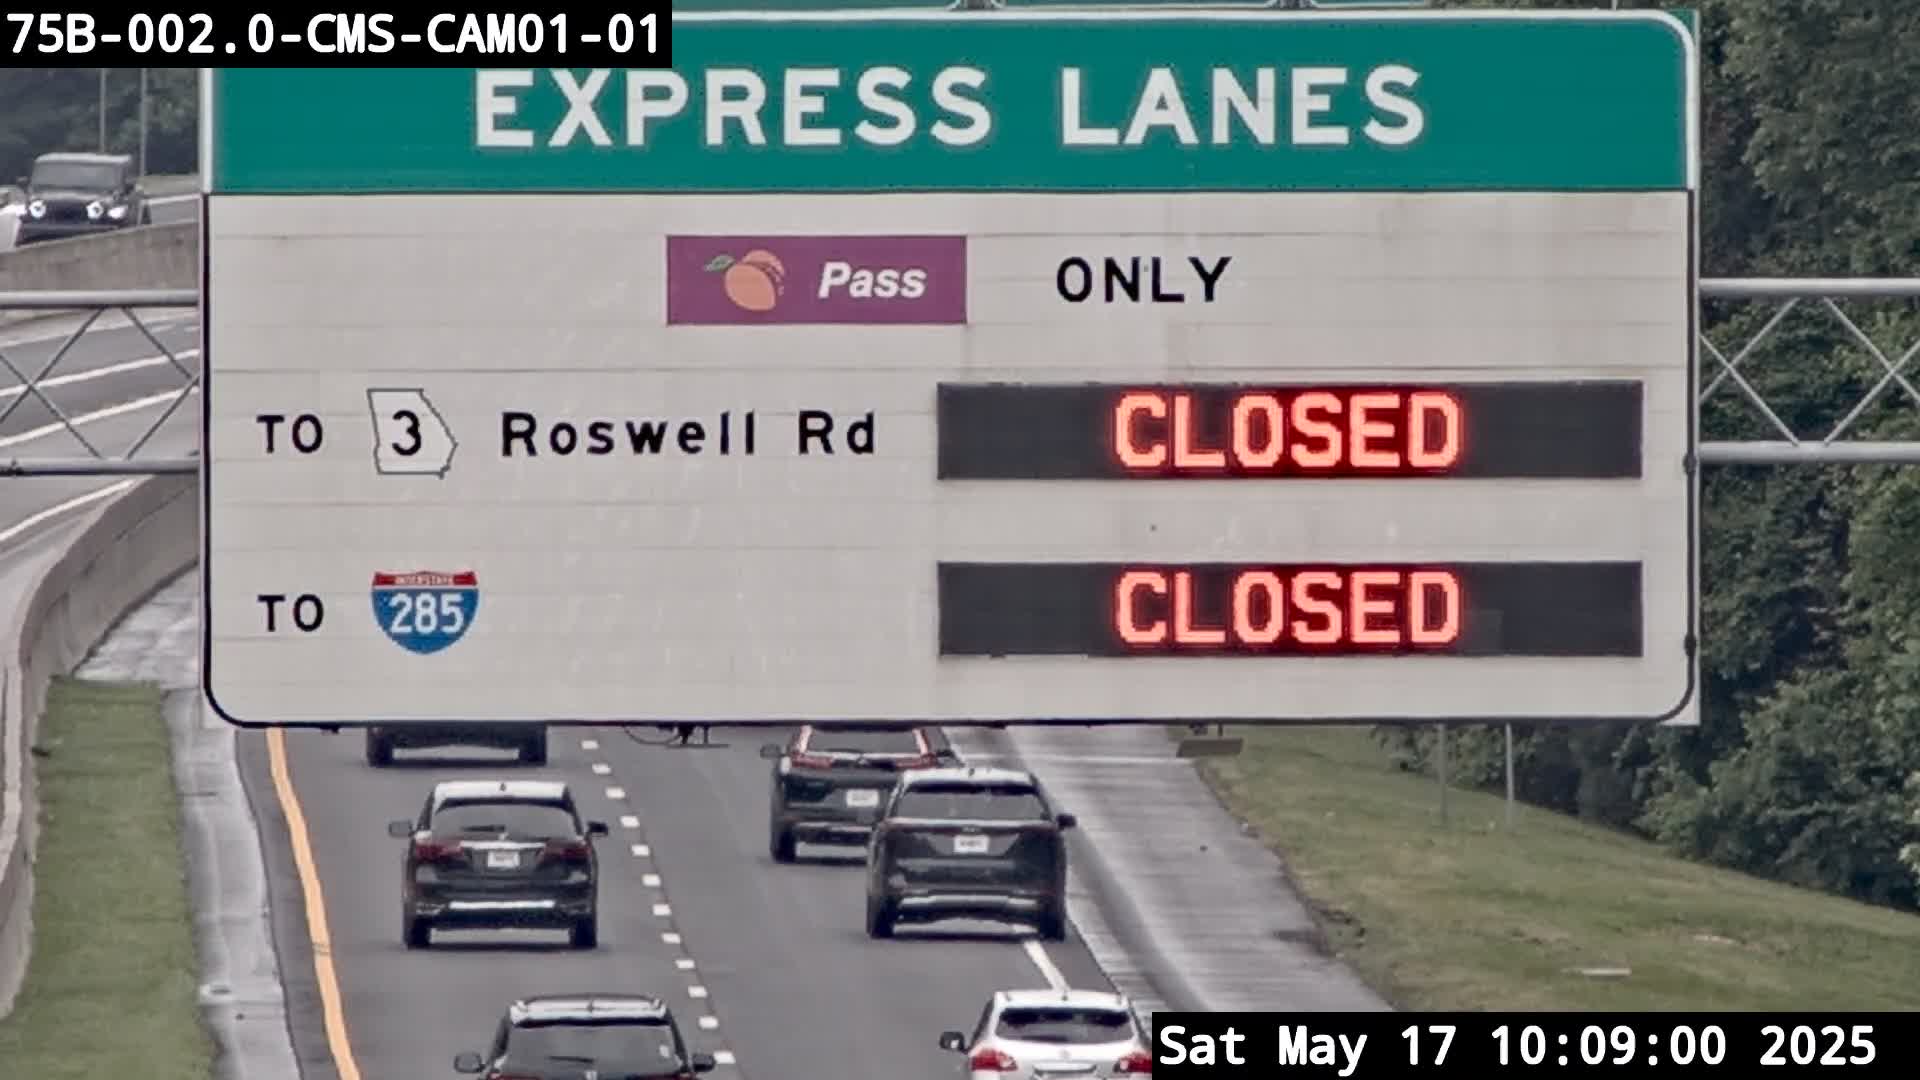 75B-002.0-CMS-CAM01-01
EXPRESS LANES
Pass ONLY
TO 3 Roswell Rd CLOSED
INTERSTATE
TO 285 CLOSED
Sat May 17 10:09:00 2025